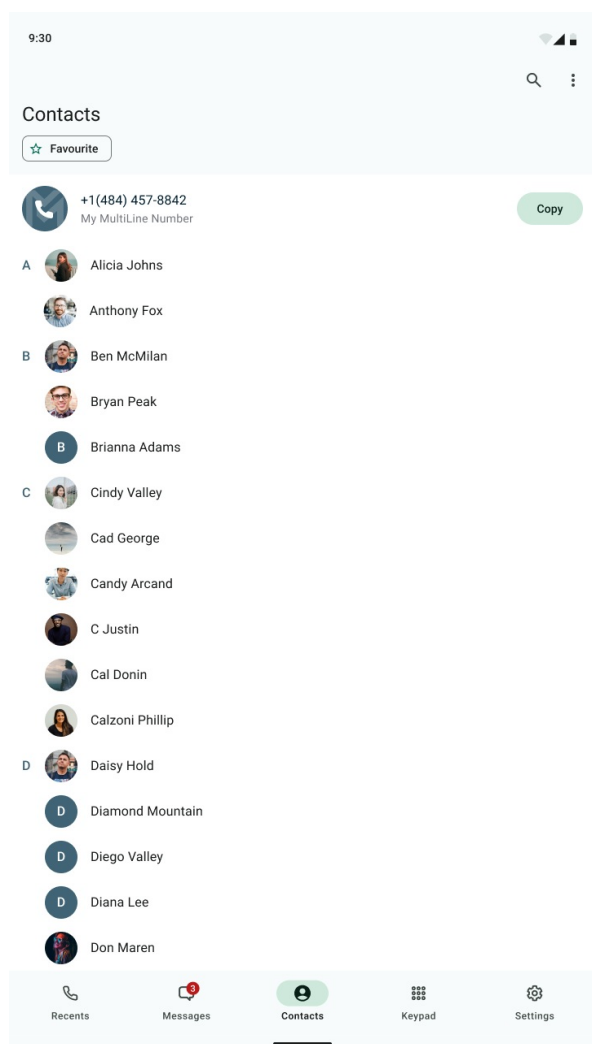 9:30
Contacts
Favourite
+1(484) 457-8842
My MultiLine Number
Copy
A Alicia Johns
Anthony Fox
B Ben McMilan
Bryan Peak
B Brianna Adams
C Cindy Valley
Cad George
Candy Arcand
C Justin
Cal Donin
Calzoni Phillip
D Daisy Hold
D Diamond Mountain
D Diego Valley
D Diana Lee
Don Maren
3
Recents Messages Contacts Keypad Settings